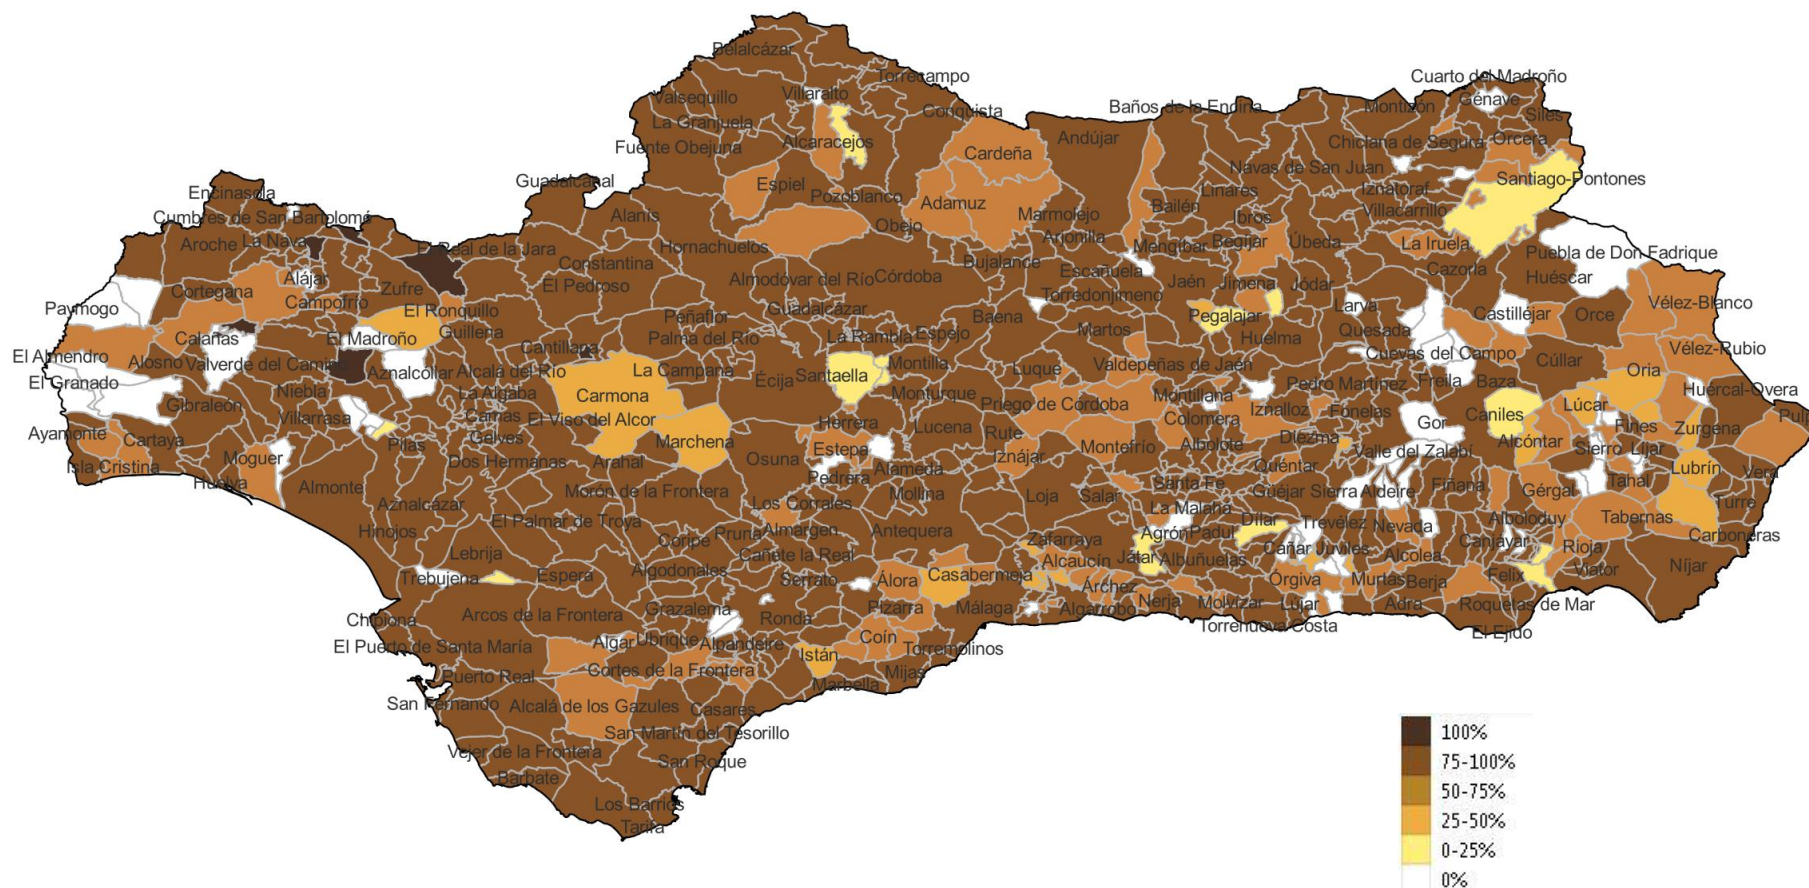 Belalcázar
Torrecampo
Cuarto del Madroño
Valsequillo
Villaralto
Conquista
Baños de la Encina
Montizón
Génave
Siles
La Granjuela
Fuente Obejuna
Alcaracejos
Cardeña
Andújar
Chiclana de Segura
Orcera
Navas de San Juan
Santiago-Pontones
Guadalcanal
Espiel
Pozoblanco
Adamuz
Marmolejo
Bailén
Linares
Iznatoraf
Villacarrillo
Encinasola
Cumbres de San Bartolomé
Alanís
Obejo
Arjonilla
Ibros
Aroche
La Nava
El Real de la Jara
Hornachuelos
Bujalance
Mengíbar
Begíjar
Úbeda
La Iruela
Puebla de Don Fadrique
Constantina
Escañuela
Cazorla
Huéscar
Alájar
Zufre
El Pedroso
Almodóvar del Río
Córdoba
Torredonjimeno
Jaén
Jimena
Jódar
Larva
Paymogo
Cortegana
Campofrío
El Ronquillo
Guadalcázar
Baena
Pegalajar
Castilléjar
Orce
Vélez-Blanco
Calañas
El Madroño
Guillena
Peñaflor
Palma del Río
La Rambla
Espejo
Martos
Huelma
Quesada
Cuevas del Campo
El Almendro
Alosno
Valverde del Camino
Aznalcóllar
Cantillana
Alcalá del Río
La Campana
Montilla
Luque
Valdepeñas de Jaén
Cúllar
Vélez-Rubio
El Granado
Niebla
La Algaba
Écija
Santaella
Pedro Martínez
Freila
Baza
Oria
Huércal-Overa
Gibraleón
Villarrasa
Camas
Carmona
Monturque
Priego de Córdoba
Montillana
Iznalloz
Fonelas
Caniles
Lúcar
Pul
Ayamonte
Cartaya
Pilas
Gelves
El Viso del Alcor
Marchena
Herrera
Lucena
Rute
Colomera
Gor
Fines
Zurgena
Isla Cristina
Moguer
Dos Hermanas
Arahal
Osuna
Estepa
Iznájar
Montefrío
Albolote
Diezma
Valle del Zalabí
Alcóntar
Sierro
Líjar
Huelva
Almonte
Aznalcázar
Morón de la Frontera
Pedrera
Alameda
Quéntar
Santa Fe
Güéjar Sierra
Aldeire
Fiñana
Gérgal
Tahal
Lubrín
Vera
Los Corrales
Mollina
Loja
Salar
La Malahá
Turre
Hinojos
El Palmar de Troya
Pruna
Almargen
Antequera
Dílar
Trevélez
Nevada
Alboloduy
Tabernas
Carboneras
Lebrija
Coripe
Cañete la Real
Zafarraya
Agrón
Padul
Cañar
Juviles
Canjáyar
Rioja
Trebujena
Espera
Algodonales
Serrato
Álora
Casabermeja
Alcaucín
Játar
Albuñuelas
Alcolea
Viator
Níjar
Órgiva
Murtas
Berja
Felix
Chipiona
Arcos de la Frontera
Grazalema
Ronda
Pizarra
Málaga
Árchez
Algarrobo
Nerja
Molvízar
Lújar
Adra
Roquetas de Mar
El Puerto de Santa María
Algar
Ubrique
Alpandeire
Coín
Torremolinos
Torrenueva Costa
El Ejido
Puerto Real
Cortes de la Frontera
Istán
Mijas
Marbella
San Fernando
Alcalá de los Gazules
Casares
San Martín del Tesorillo
Vejer de la Frontera
San Roque
Barbate
Los Barrios
Tarifa
100%
75-100%
50-75%
25-50%
0-25%
0%